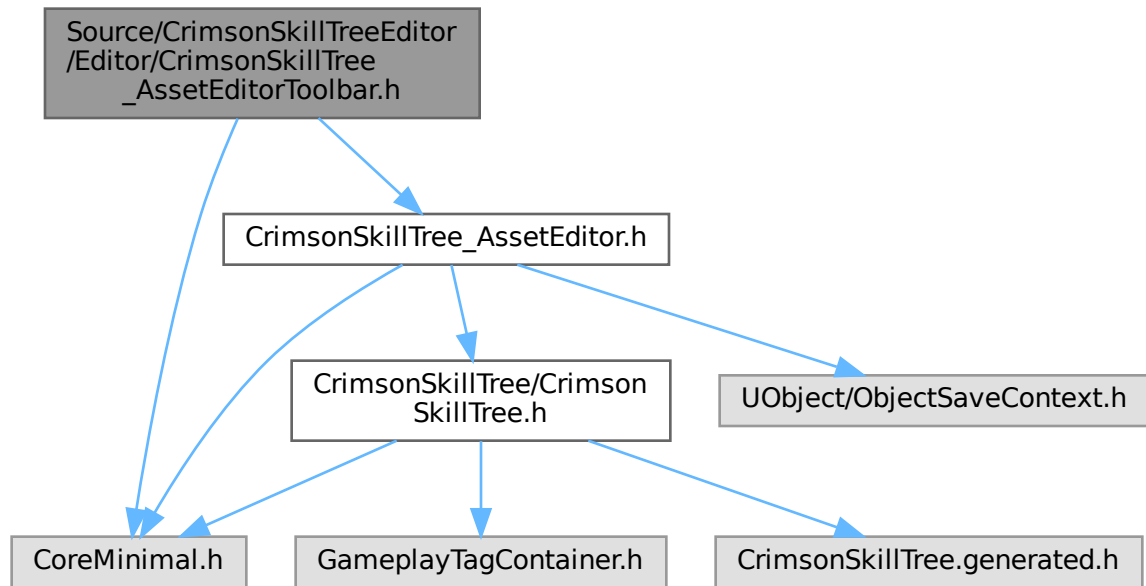 Source/CrimsonSkillTreeEditor
/Editor/CrimsonSkillTree
_AssetEditorToolbar.h
CrimsonSkillTree_AssetEditor.h
CrimsonSkillTree/Crimson
SkillTree.h
UObject/ObjectSaveContext.h
CoreMinimal.h
GameplayTagContainer.h
CrimsonSkillTree.generated.h